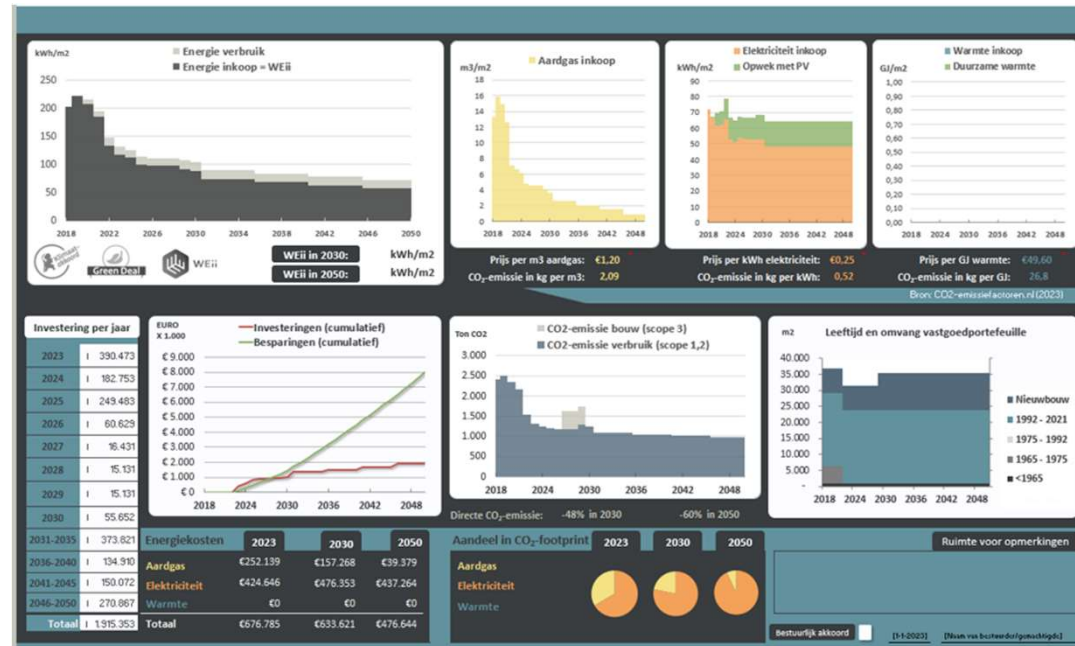 kWh/m2
Energie verbruik
Energie inkoop = WEii
250
200
150
100
50
0
2018 2022 2026 2030 2034 2038 2042 2046 2050
Klimaat-
akkoord
Green Deal
WEii
WEii in 2030: kWh/m2
WEii in 2050: kWh/m2
m3/m2
Aardgas inkoop
18
16
14
12
10
8
6
4
2
0
2018 2024 2030 2036 2042 2048
Prijs per m3 aardgas: €1,20
CO₂-emissie in kg per m3: 2,09
Elektriciteit inkoop
Opwek met PV
kWh/m2
90
80
70
60
50
40
30
20
10
0
2018 2024 2030 2036 2042 2048
Prijs per kWh elektriciteit: €0,25
CO₂-emissie in kg per kWh: 0,52
Warmte inkoop
Duurzame warmte
GJ/m2
1,00
0,90
0,80
0,70
0,60
0,50
0,40
0,30
0,20
0,10
0,00
2018 2024 2030 2036 2042 2048
Prijs per GJ warmte: €49,60
CO₂-emissie in kg per GJ: 26,8
Bron: CO2-emissiefactoren.nl (2023)
Investering per jaar
2023 390.473
2024 182.753
2025 249.483
2026 60.629
2027 16.431
2028 15.131
2029 15.131
2030 55.652
2031-2035 373.821
2036-2040 134.910
2041-2045 150.072
2046-2050 270.867
Totaal 1.915.353
EURO
X 1.000
Investeringen (cumulatief)
Besparingen (cumulatief)
€ 9.000
€ 8.000
€ 7.000
€ 6.000
€ 5.000
€ 4.000
€ 3.000
€ 2.000
€ 1.000
€ 0
2018 2024 2030 2036 2042 2048
Ton CO2
CO2-emissie bouw (scope 3)
CO2-emissie verbruik (scope 1,2)
3.000
2.500
2.000
1.500
1.000
500
0
2018 2024 2030 2036 2042 2048
Directe CO₂-emissie: -48% in 2030 -60% in 2050
m2
Leeftijd en omvang vastgoedportefeuille
40.000
35.000
30.000
25.000
20.000
15.000
10.000
5.000
-
2018 2024 2030 2036 2042 2048
Nieuwbouw
1992 - 2021
1975 - 1992
1965 - 1975
<1965
Energiekosten 2023 2030 2050
Aardgas €252.139 €157.268 €39.379
Elektriciteit €424.646 €476.353 €437.264
Warmte €0 €0 €0
Totaal €676.785 €633.621 €476.644
Aandeel in CO₂-footprint 2023 2030 2050
Aardgas
Elektriciteit
Warmte
Ruimte voor opmerkingen
Bestuurlijk akkoord
[1-1-2023] [Naam van bestuurder/gemachtigde]